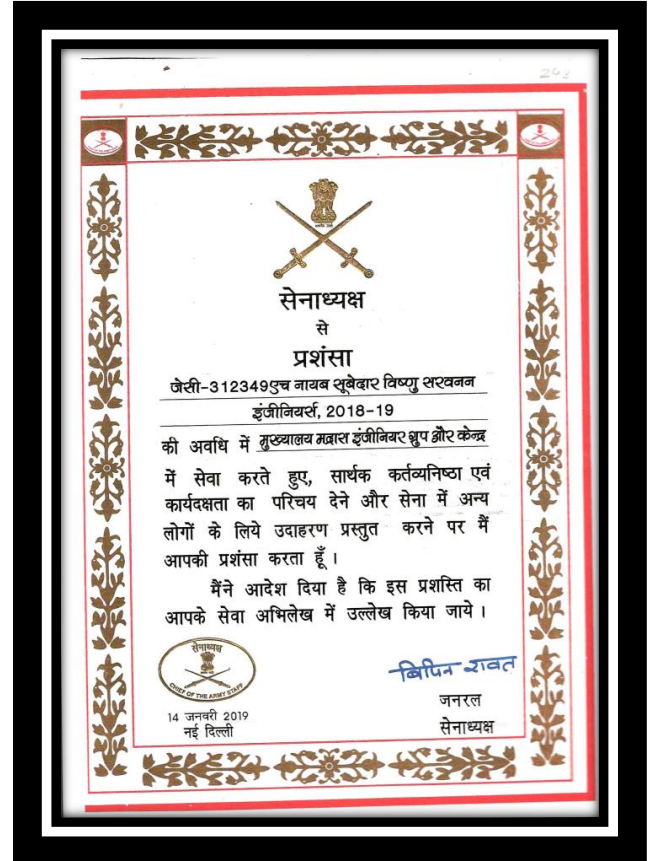 248
सेनाध्यक्ष
से
प्रशंसा
जेसी-312349एच नायब सूबेदार विष्णु सरवनन
इंजीनियर्स, 2018-19
की अवधि में मुख्यालय मद्रास इंजीनियर ग्रुप और केन्द्र
में सेवा करते हुए, सार्थक कर्तव्यनिष्ठा एवं
कार्यदक्षता का परिचय देने और सेना में अन्य
लोगों के लिये उदाहरण प्रस्तुत करने पर मैं
आपकी प्रशंसा करता हूँ।
मैंने आदेश दिया है कि इस प्रशस्ति का
आपके सेवा अभिलेख में उल्लेख किया जाये।
सेनाध्यक्ष
CHIEF OF THE ARMY STAFF
14 जनवरी 2019
नई दिल्ली
बिपिन रावत
जनरल
सेनाध्यक्ष